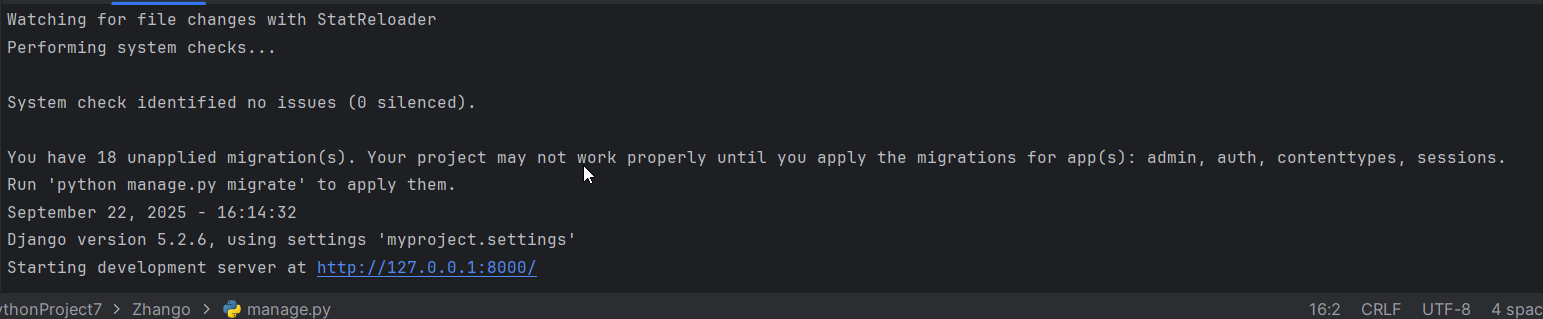 Watching for file changes with StatReloader
Performing system checks...
System check identified no issues (0 silenced).
You have 18 unapplied migration(s). Your project may not work properly until you apply the migrations for app(s): admin, auth, contenttypes, sessions.
Run 'python manage.py migrate' to apply them.
September 22, 2025 - 16:14:32
Django version 5.2.6, using settings 'myproject.settings'
Starting development server at http://127.0.0.1:8000/
ythonProject7 > Zhango > manage.py 16:2 CRLF UTF-8 4 spac